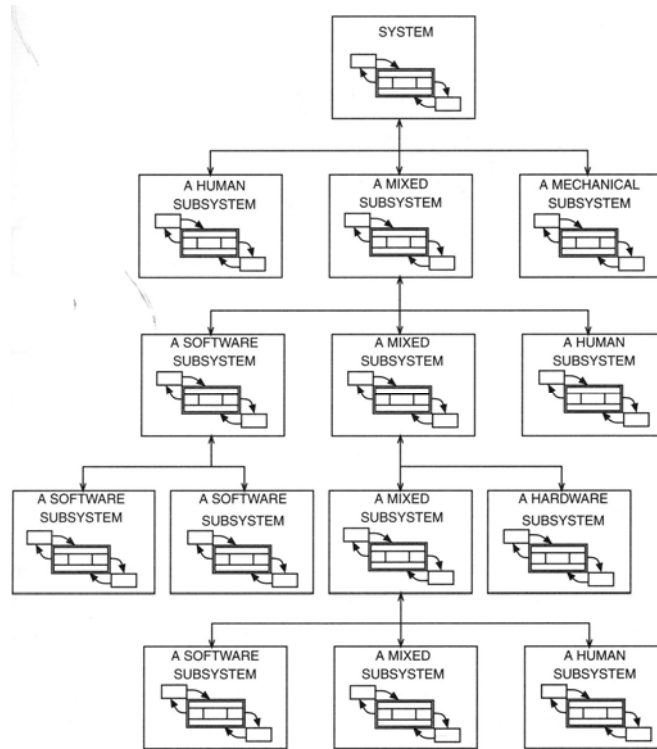 SYSTEM
A HUMAN
SUBSYSTEM
A MIXED
SUBSYSTEM
A MECHANICAL
SUBSYSTEM
A SOFTWARE
SUBSYSTEM
A MIXED
SUBSYSTEM
A HUMAN
SUBSYSTEM
A SOFTWARE
SUBSYSTEM
A SOFTWARE
SUBSYSTEM
A MIXED
SUBSYSTEM
A HARDWARE
SUBSYSTEM
A SOFTWARE
SUBSYSTEM
A MIXED
SUBSYSTEM
A HUMAN
SUBSYSTEM